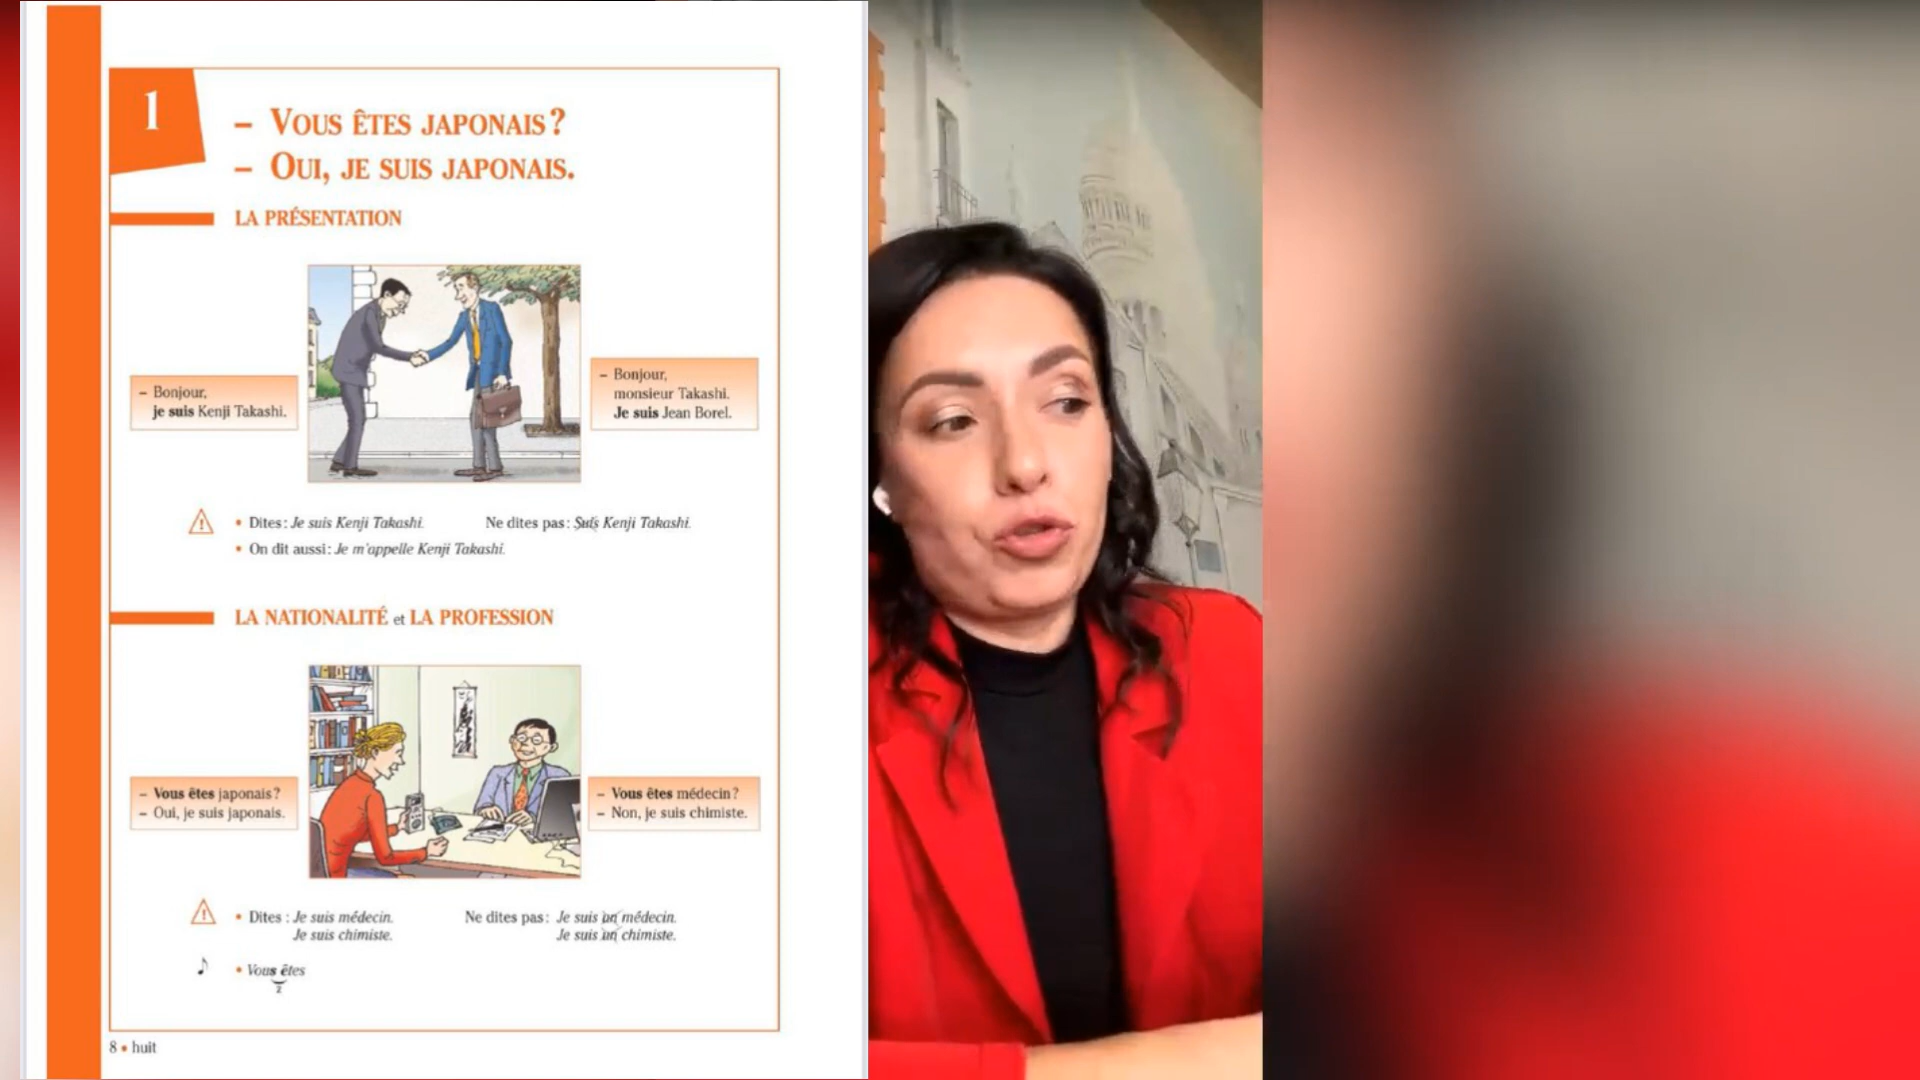 1
– VOUS ÊTES JAPONAIS ?
– OUI, JE SUIS JAPONAIS.
LA PRÉSENTATION
– Bonjour,
je suis Kenji Takashi.
– Bonjour,
monsieur Takashi.
Je suis Jean Borel.
• Dites : Je suis Kenji Takashi. Ne dites pas : Suis Kenji Takashi.
• On dit aussi : Je m'appelle Kenji Takashi.
LA NATIONALITÉ et LA PROFESSION
– Vous êtes japonais ?
– Oui, je suis japonais.
– Vous êtes médecin ?
– Non, je suis chimiste.
• Dites : Je suis médecin. Ne dites pas : Je suis un médecin.
Je suis chimiste. Je suis un chimiste.
• Vous êtes
z
8 • huit